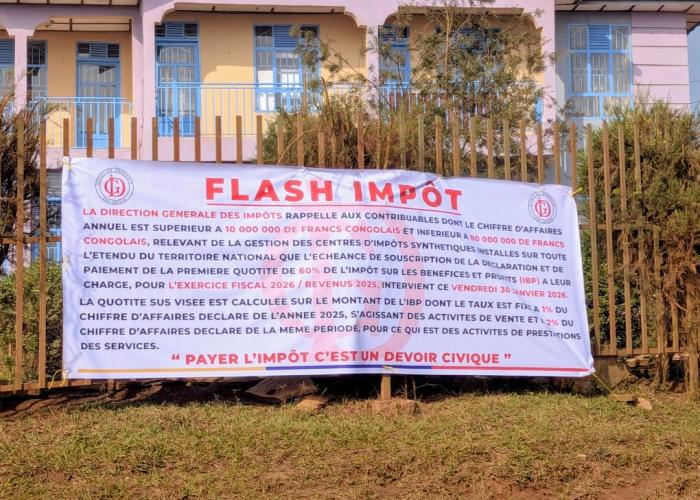 FLASH IMPÔT
LA DIRECTION GENERALE DES IMPÔTS RAPPELLE AUX CONTRIBUABLES DONT LE CHIFFRE D'AFFAIRES
ANNUEL EST SUPERIEUR A 10 000 000 DE FRANCS CONGOLAIS ET INFERIEUR A 80 000 000 DE FRANCS
CONGOLAIS, RELEVANT DE LA GESTION DES CENTRES D'IMPÔTS SYNTHETIQUES INSTALLES SUR TOUTE
L'ETENDU DU TERRITOIRE NATIONAL QUE L'ECHEANCE DE SOUSCRIPTION DE LA DECLARATION ET DE
PAIEMENT DE LA PREMIERE QUOTITE DE 60% DE L'IMPÔT SUR LES BENEFICES ET PROFITS (IBP) A LEUR
CHARGE, POUR L'EXERCICE FISCAL 2026 / REVENUS 2025, INTERVIENT CE VENDREDI 30 JANVIER 2026.
LA QUOTITE SUS VISEE EST CALCULEE SUR LE MONTANT DE L'IBP DONT LE TAUX EST FIXE A 1% DU
CHIFFRE D'AFFAIRES DECLARE DE L'ANNEE 2025, S'AGISSANT DES ACTIVITES DE VENTE ET 2% DU
CHIFFRE D'AFFAIRES DECLARE DE LA MEME PERIODE, POUR CE QUI EST DES ACTIVITES DE PRESTATIONS
DES SERVICES.
" PAYER L'IMPÔT C'EST UN DEVOIR CIVIQUE "